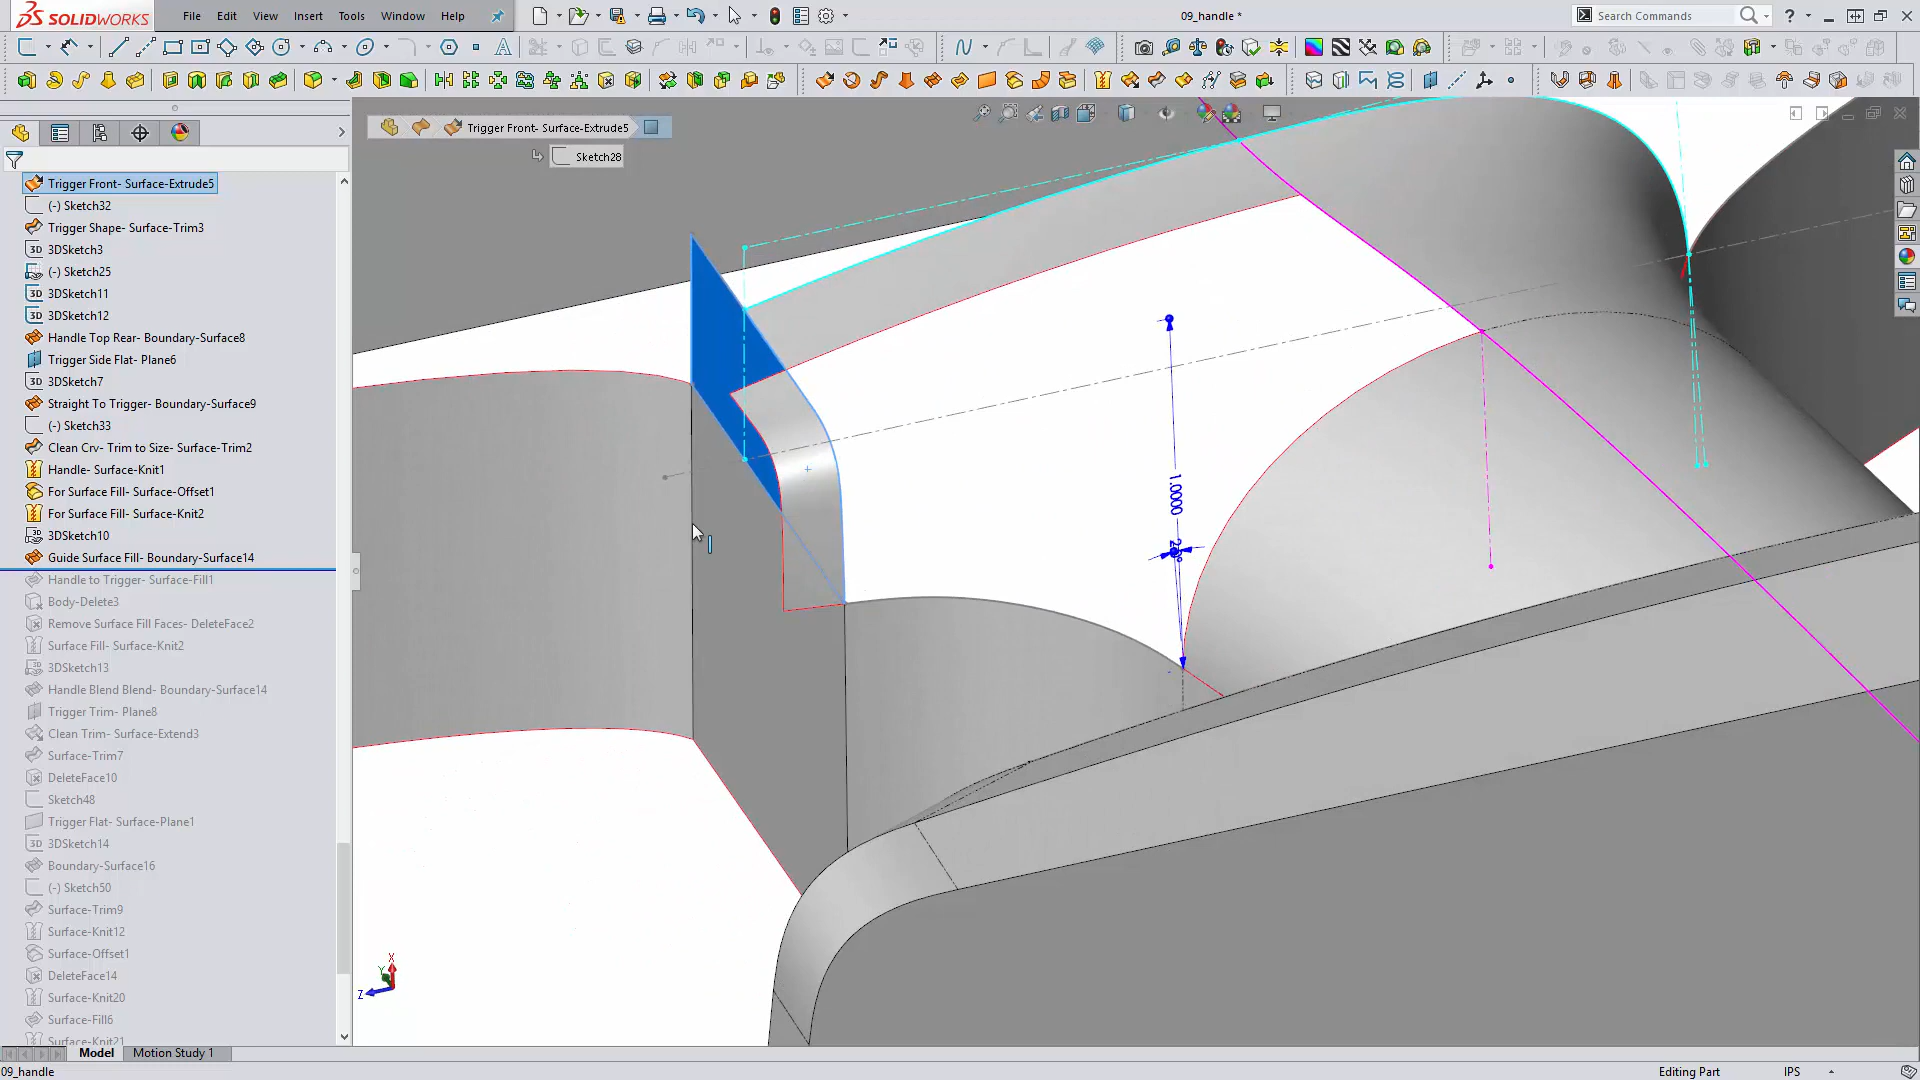 SOLIDWORKS
File Edit View Insert Tools Window Help
09_handle *
Search Commands
Trigger Front- Surface-Extrude5
Sketch28
Trigger Front- Surface-Extrude5
(-) Sketch32
Trigger Shape- Surface-Trim3
3D 3DSketch3
(-) Sketch25
3D 3DSketch11
3D 3DSketch12
Handle Top Rear- Boundary-Surface8
Trigger Side Flat- Plane6
3D 3DSketch7
Straight To Trigger- Boundary-Surface9
(-) Sketch33
Clean Crv- Trim to Size- Surface-Trim2
Handle- Surface-Knit1
For Surface Fill- Surface-Offset1
For Surface Fill- Surface-Knit2
3DSketch10
Guide Surface Fill- Boundary-Surface14
Handle to Trigger- Surface-Fill1
Body-Delete3
Remove Surface Fill Faces- DeleteFace2
Surface Fill- Surface-Knit2
3DSketch13
Handle Blend Blend- Boundary-Surface14
Trigger Trim- Plane8
Clean Trim- Surface-Extend3
Surface-Trim7
DeleteFace10
Sketch48
Trigger Flat- Surface-Plane1
3D 3DSketch14
Boundary-Surface16
(-) Sketch50
Surface-Trim9
Surface-Knit12
Surface-Offset1
DeleteFace14
Surface-Knit20
Surface-Fill6
Surface-Knit21
1.0000
X
Y
Z
Model Motion Study 1
09_handle
Editing Part IPS